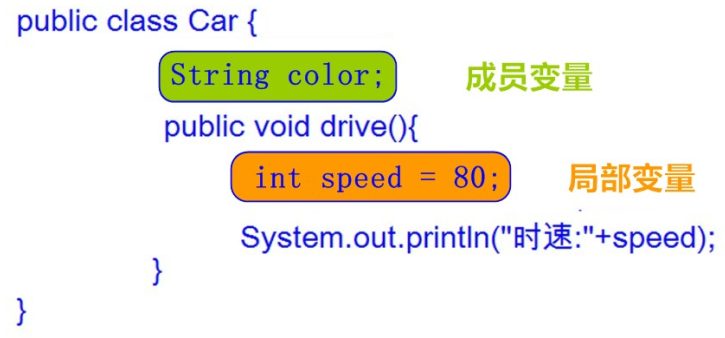 public class Car {
String color; 成员变量
public void drive(){
int speed = 80; 局部变量
System.out.println("时速:"+speed);
}
}